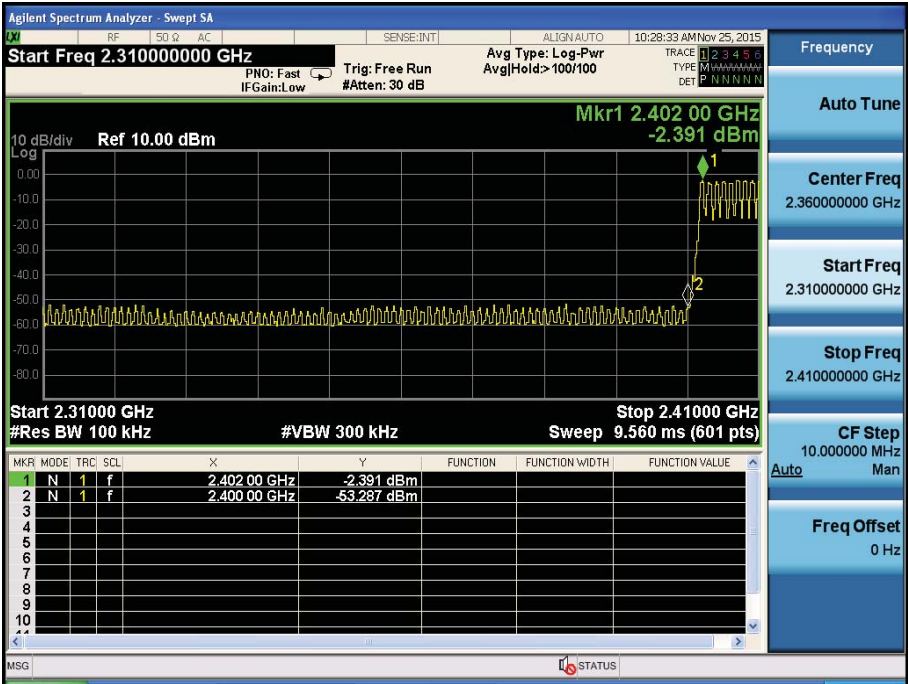 Agilent Spectrum Analyzer - Swept SA
LXI RF 50 Ω AC SENSE:INT ALIGN AUTO 10:28:33 AM Nov 25, 2015
Start Freq 2.310000000 GHz
PNO: Fast
IFGain:Low
Trig: Free Run
#Atten: 30 dB
Avg Type: Log-Pwr
Avg|Hold:>100/100
TRACE 1 2 3 4 5 6
TYPE MWWWWW
DET P N N N N N
Frequency
Auto Tune
Center Freq
2.360000000 GHz
Start Freq
2.310000000 GHz
Stop Freq
2.410000000 GHz
CF Step
10.000000 MHz
Auto Man
Freq Offset
0 Hz
Mkr1 2.402 00 GHz
-2.391 dBm
10 dB/div Ref 10.00 dBm
Log
1
0.00
-10.0
-20.0
-30.0
-40.0
2
-50.0
-60.0
-70.0
-80.0
Start 2.31000 GHz Stop 2.41000 GHz
#Res BW 100 kHz #VBW 300 kHz Sweep 9.560 ms (601 pts)
MKR MODE TRC SCL X Y FUNCTION FUNCTION WIDTH FUNCTION VALUE
1 N 1 f 2.402 00 GHz -2.391 dBm
2 N 1 f 2.400 00 GHz -53.287 dBm
3
4
5
6
7
8
9
10
MSG STATUS